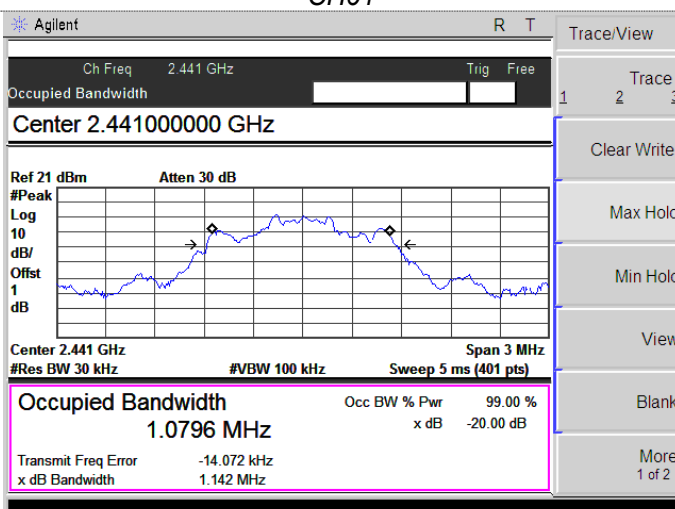 Agilent R T
Ch Freq 2.441 GHz Trig Free
Occupied Bandwidth
Center 2.441000000 GHz
Ref 21 dBm Atten 30 dB
#Peak
Log
10
dB/
Offst
1
dB
Center 2.441 GHz Span 3 MHz
#Res BW 30 kHz #VBW 100 kHz Sweep 5 ms (401 pts)
Occupied Bandwidth Occ BW % Pwr 99.00 %
1.0796 MHz x dB -20.00 dB
Transmit Freq Error -14.072 kHz
x dB Bandwidth 1.142 MHz
Trace/View
Trace
1 2 3
Clear Write
Max Hold
Min Hold
View
Blank
More
1 of 2